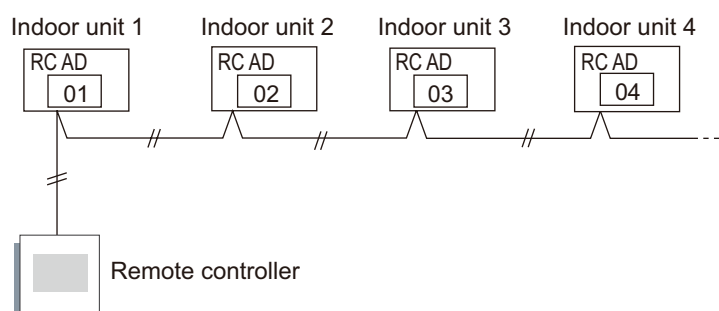 Indoor unit 1 Indoor unit 2 Indoor unit 3 Indoor unit 4
RC AD RC AD RC AD RC AD
01 02 03 04
Remote controller